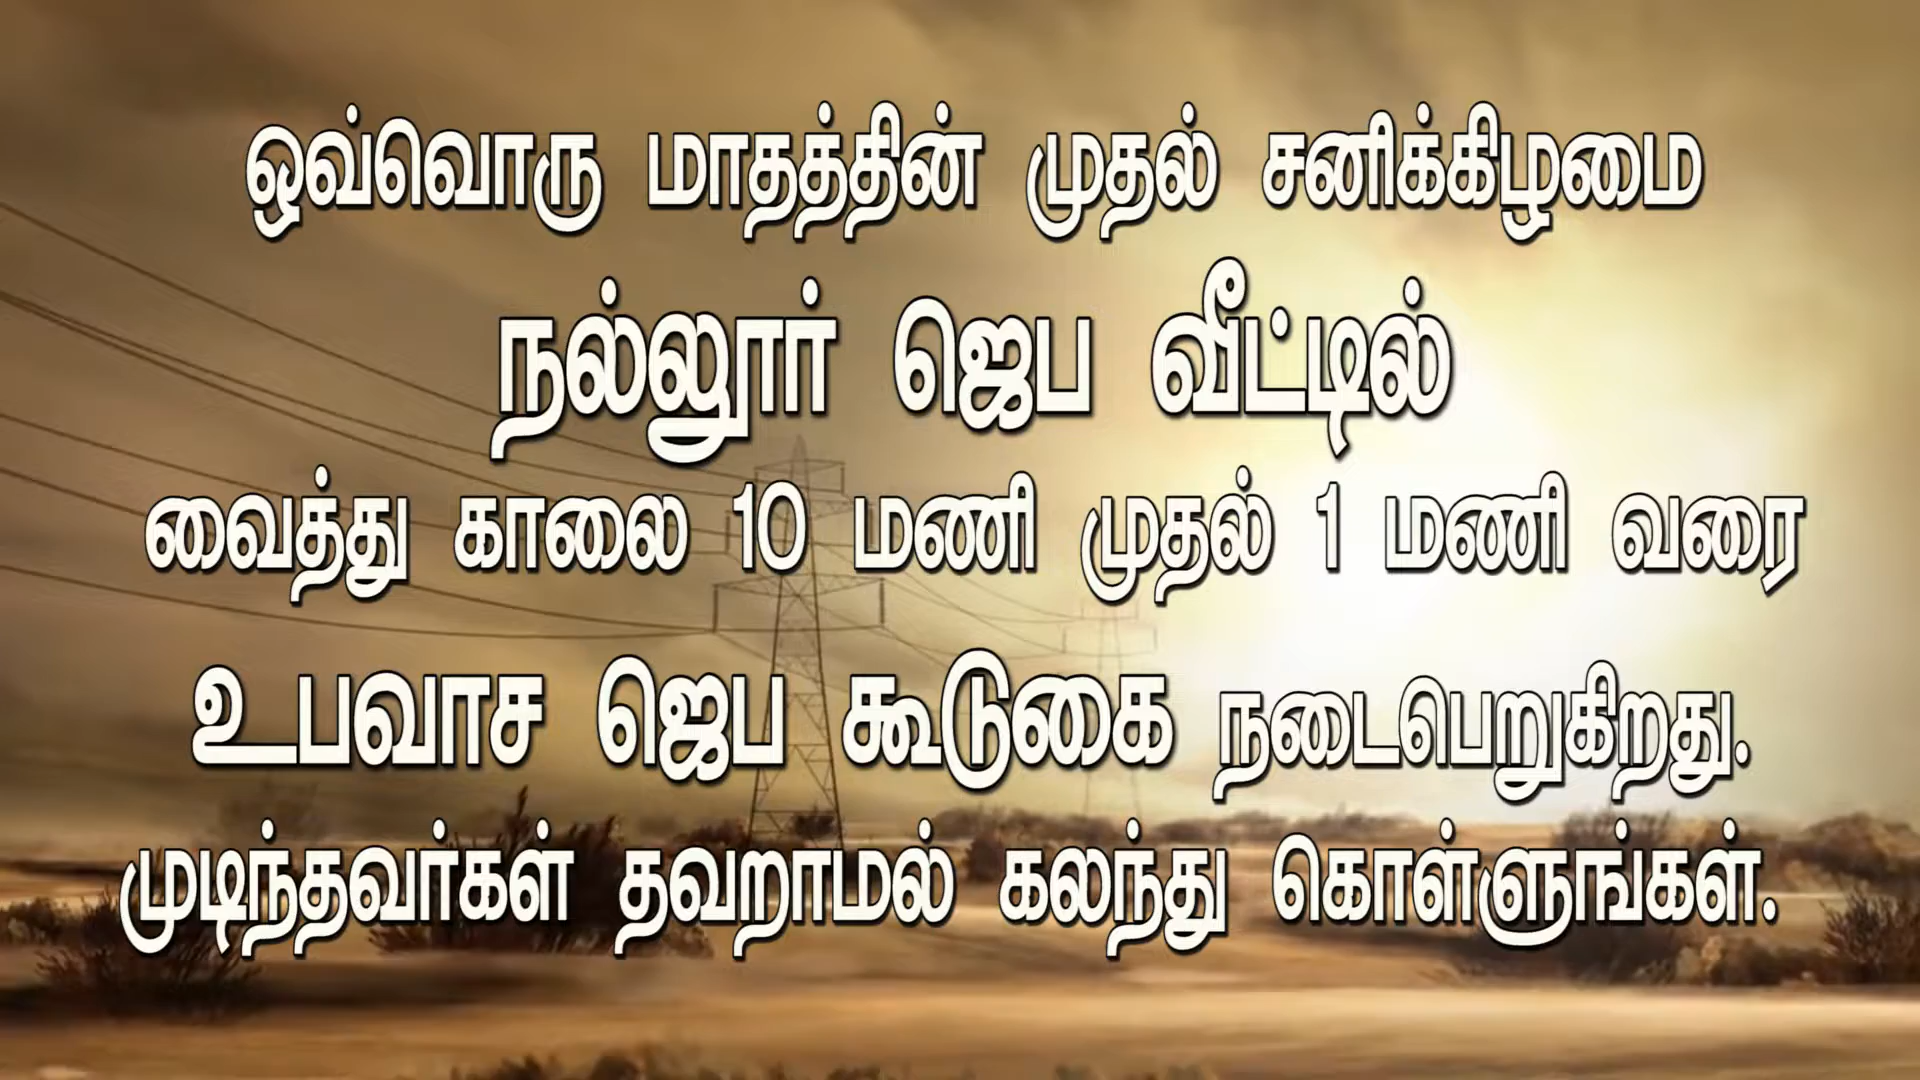 ஒவ்வொரு மாதத்தின் முதல் சனிக்கிழமை
நல்லூர் ஜெப வீட்டில்
வைத்து காலை 10 மணி முதல் 1 மணி வரை
உபவாச ஜெப கூடுகை நடைபெறுகிறது.
முடிந்தவர்கள் தவறாமல் கலந்து கொள்ளுங்கள்.